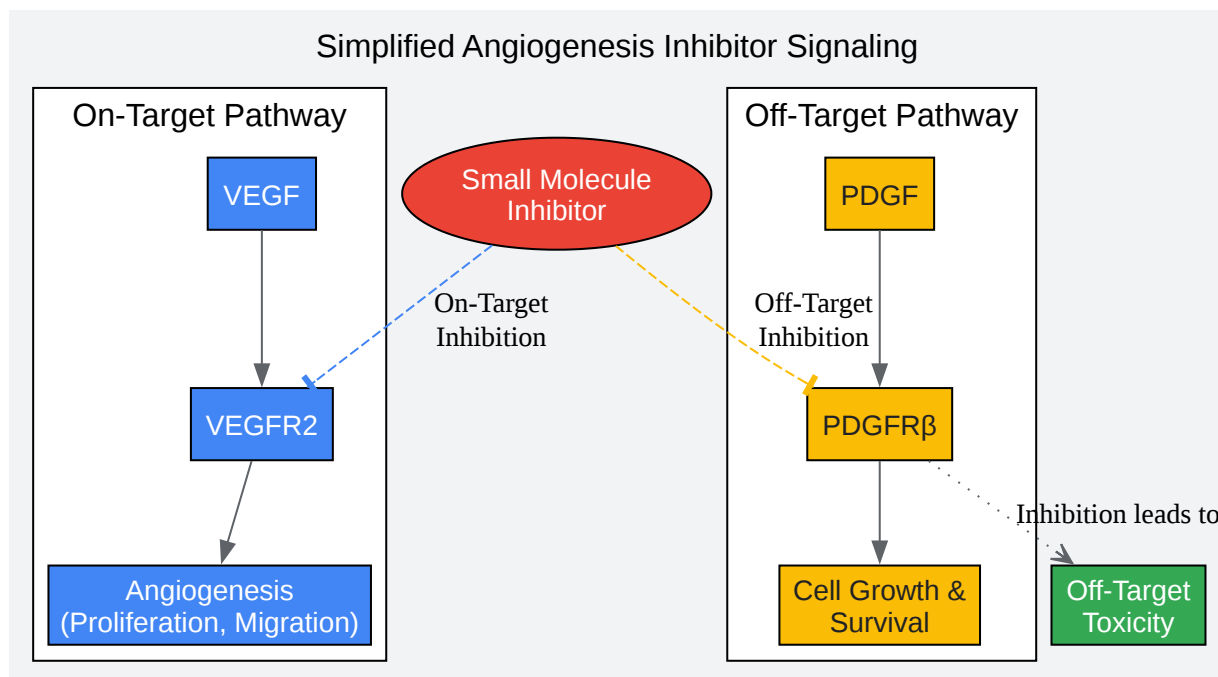 Simplified Angiogenesis Inhibitor Signaling
On-Target Pathway
VEGF
VEGFR2
Angiogenesis
(Proliferation, Migration)
Small Molecule
Inhibitor
On-Target
Inhibition
Off-Target
Inhibition
Off-Target Pathway
PDGF
PDGFRβ
Cell Growth &
Survival
Inhibition leads to
Off-Target
Toxicity